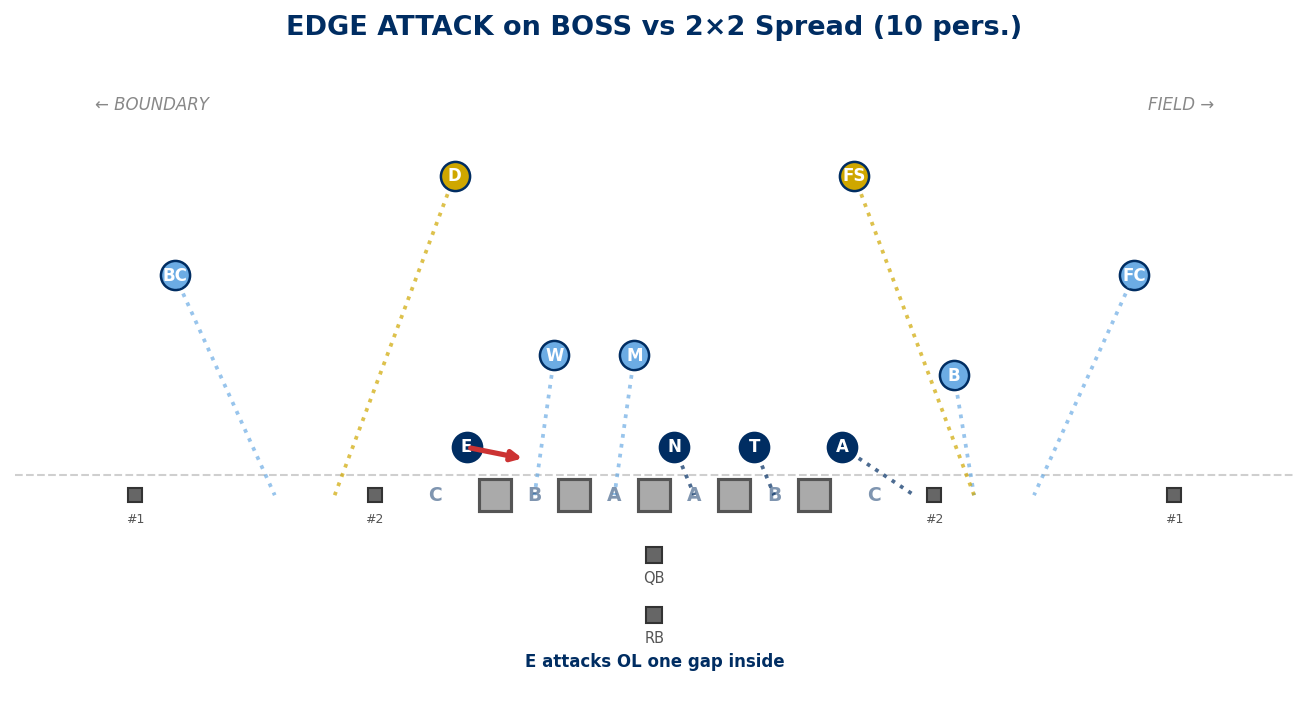 EDGE ATTACK on BOSS vs 2×2 Spread (10 pers.)
← BOUNDARY FIELD →
D FS
BC FC
W M
B
E N T A
C B A A B C
#1 #2 #2 #1
QB
RB
E attacks OL one gap inside